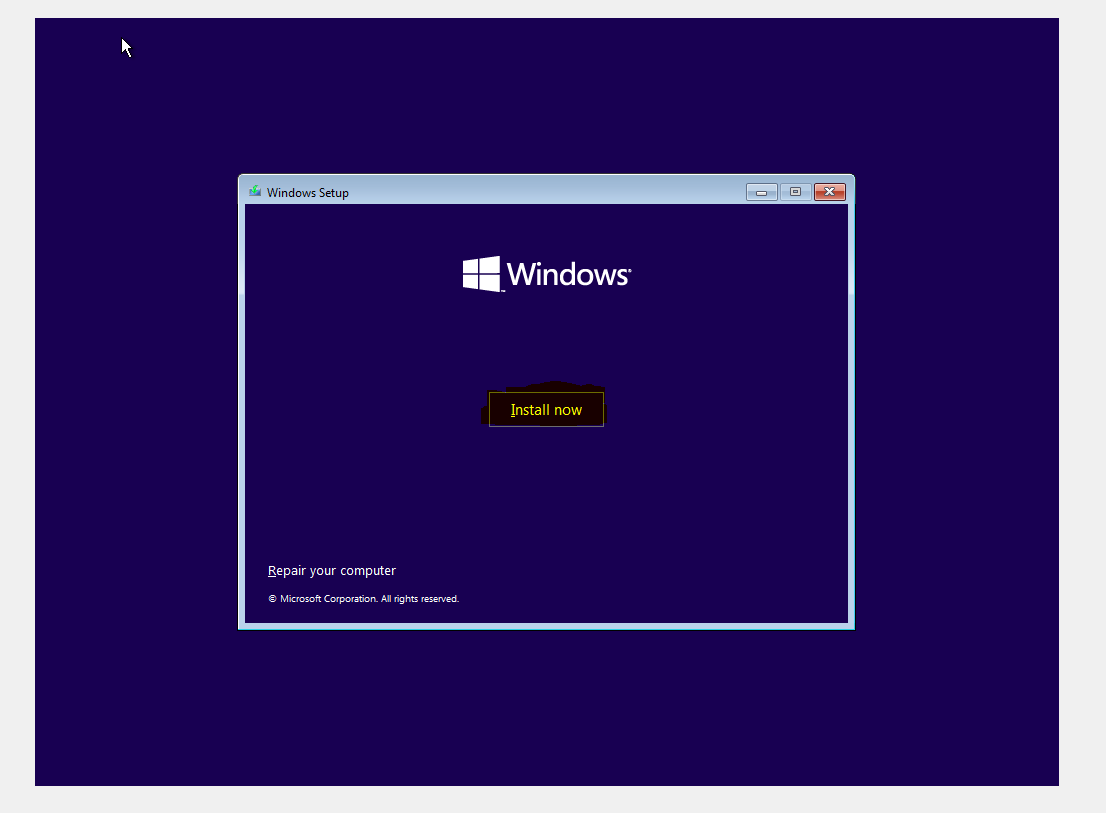 Windows Setup
Windows
Install now
Repair your computer
© Microsoft Corporation. All rights reserved.